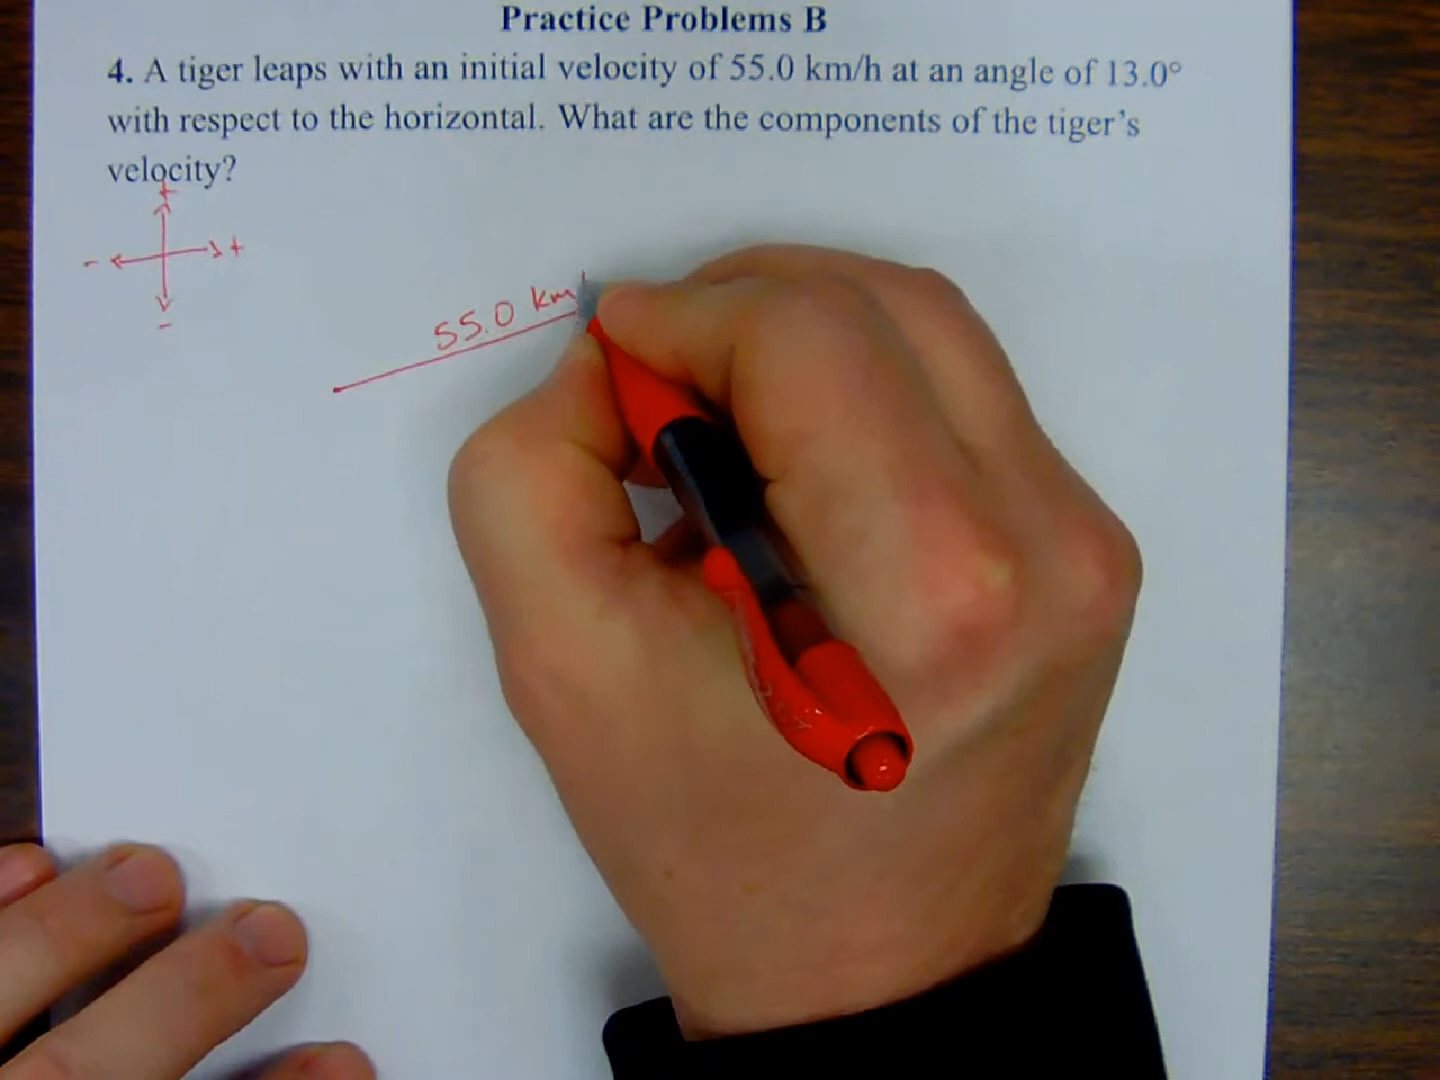 Practice Problems B
4. A tiger leaps with an initial velocity of 55.0 km/h at an angle of 13.0°
with respect to the horizontal. What are the components of the tiger's
velocity?
+
- +
-
55.0 km